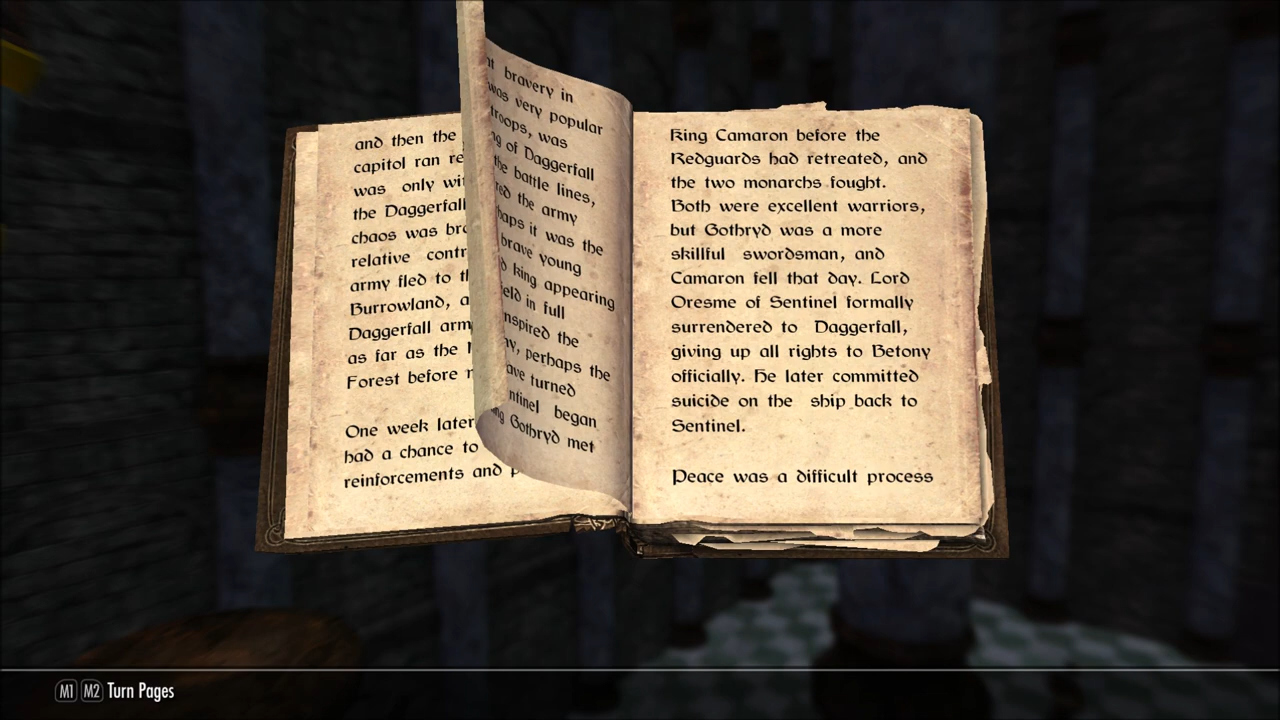 and then the
capitol ran
was only
the Daggerfall
chaos was
relative
army fled to
Burrowland,
Daggerfall
as far as the
Forest before
One week later
had a chance to
reinforcements and
bravery in
was very popular
troops, was
of Daggerfall
the battle lines,
the army
it was the
brave young
king appearing
in full
inspired the
perhaps the
turned
began
Gothryd met
King Camaron before the
Redguards had retreated, and
the two monarchs fought.
Both were excellent warriors,
but Gothryd was a more
skillful swordsman, and
Camaron fell that day. Lord
Oresme of Sentinel formally
surrendered to Daggerfall,
giving up all rights to Betony
officially. He later committed
suicide on the ship back to
Sentinel.
Peace was a difficult process
M1 M2 Turn Pages